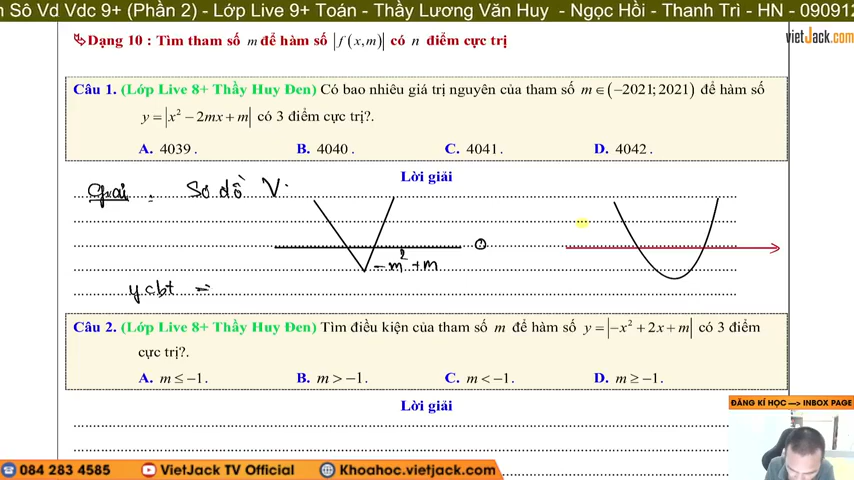 n Số Vd Vdc 9+ (Phần 2) - Lớp Live 9+ Toán - Thầy Lương Văn Huy - Ngọc Hồi - Thanh Trì - HN - 090912
vietJack.com
Dạng 10 : Tìm tham số m để hàm số |f(x,m)| có n điểm cực trị
Câu 1. (Lớp Live 8+ Thầy Huy Đen) Có bao nhiêu giá trị nguyên của tham số m ∈ (−2021; 2021) để hàm số
y = |x² − 2mx + m| có 3 điểm cực trị?.
A. 4039 . B. 4040 . C. 4041 . D. 4042 .
Lời giải
Giải : Sơ đồ V.
0
−m² + m
ycbt =
Câu 2. (Lớp Live 8+ Thầy Huy Đen) Tìm điều kiện của tham số m để hàm số y = |−x² + 2x + m| có 3 điểm
cực trị?.
A. m ≤ −1 . B. m > −1 . C. m < −1 . D. m ≥ −1 .
Lời giải
ĐĂNG KÍ HỌC —> INBOX PAGE
084 283 4585 VietJack TV Official Khoahoc.vietjack.com